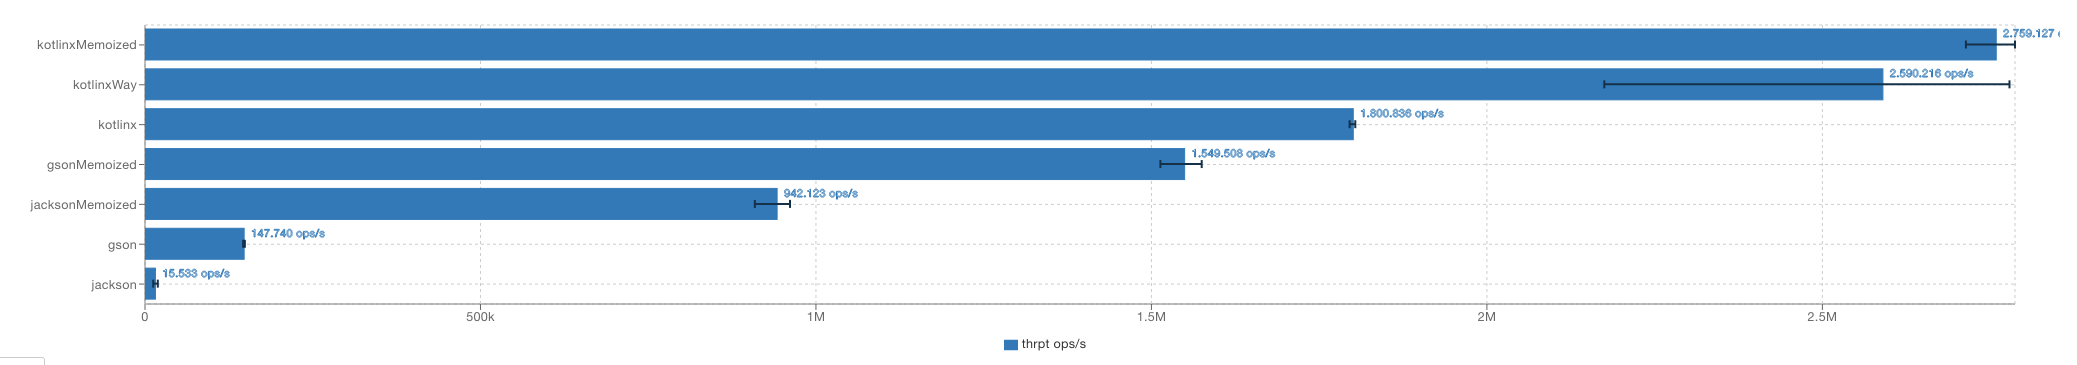 kotlinxMemoized 2.759.127
kotlinxWay 2.590.216 ops/s
kotlinx 1.800.836 ops/s
gsonMemoized 1.549.508 ops/s
jacksonMemoized 942.123 ops/s
gson 147.740 ops/s
jackson 15.533 ops/s
0 500k 1M 1.5M 2M 2.5M
thrpt ops/s